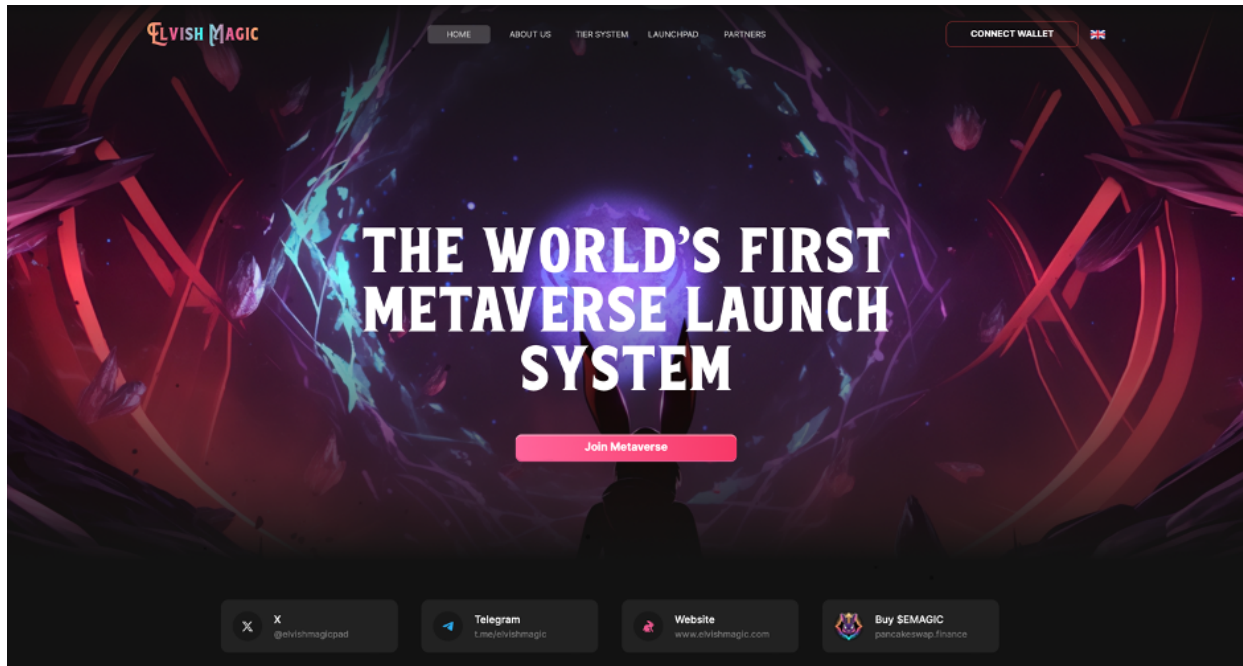 ELVISH MAGIC
HOME
ABOUT US
TIER SYSTEM
LAUNCHPAD
PARTNERS
CONNECT WALLET
THE WORLD'S FIRST
METAVERSE LAUNCH
SYSTEM
Join Metaverse
X
@elvishmagicpad
Telegram
t.me/elvishmagic
Website
www.elvishmagic.com
Buy $EMAGIC
pancakeswap.finance